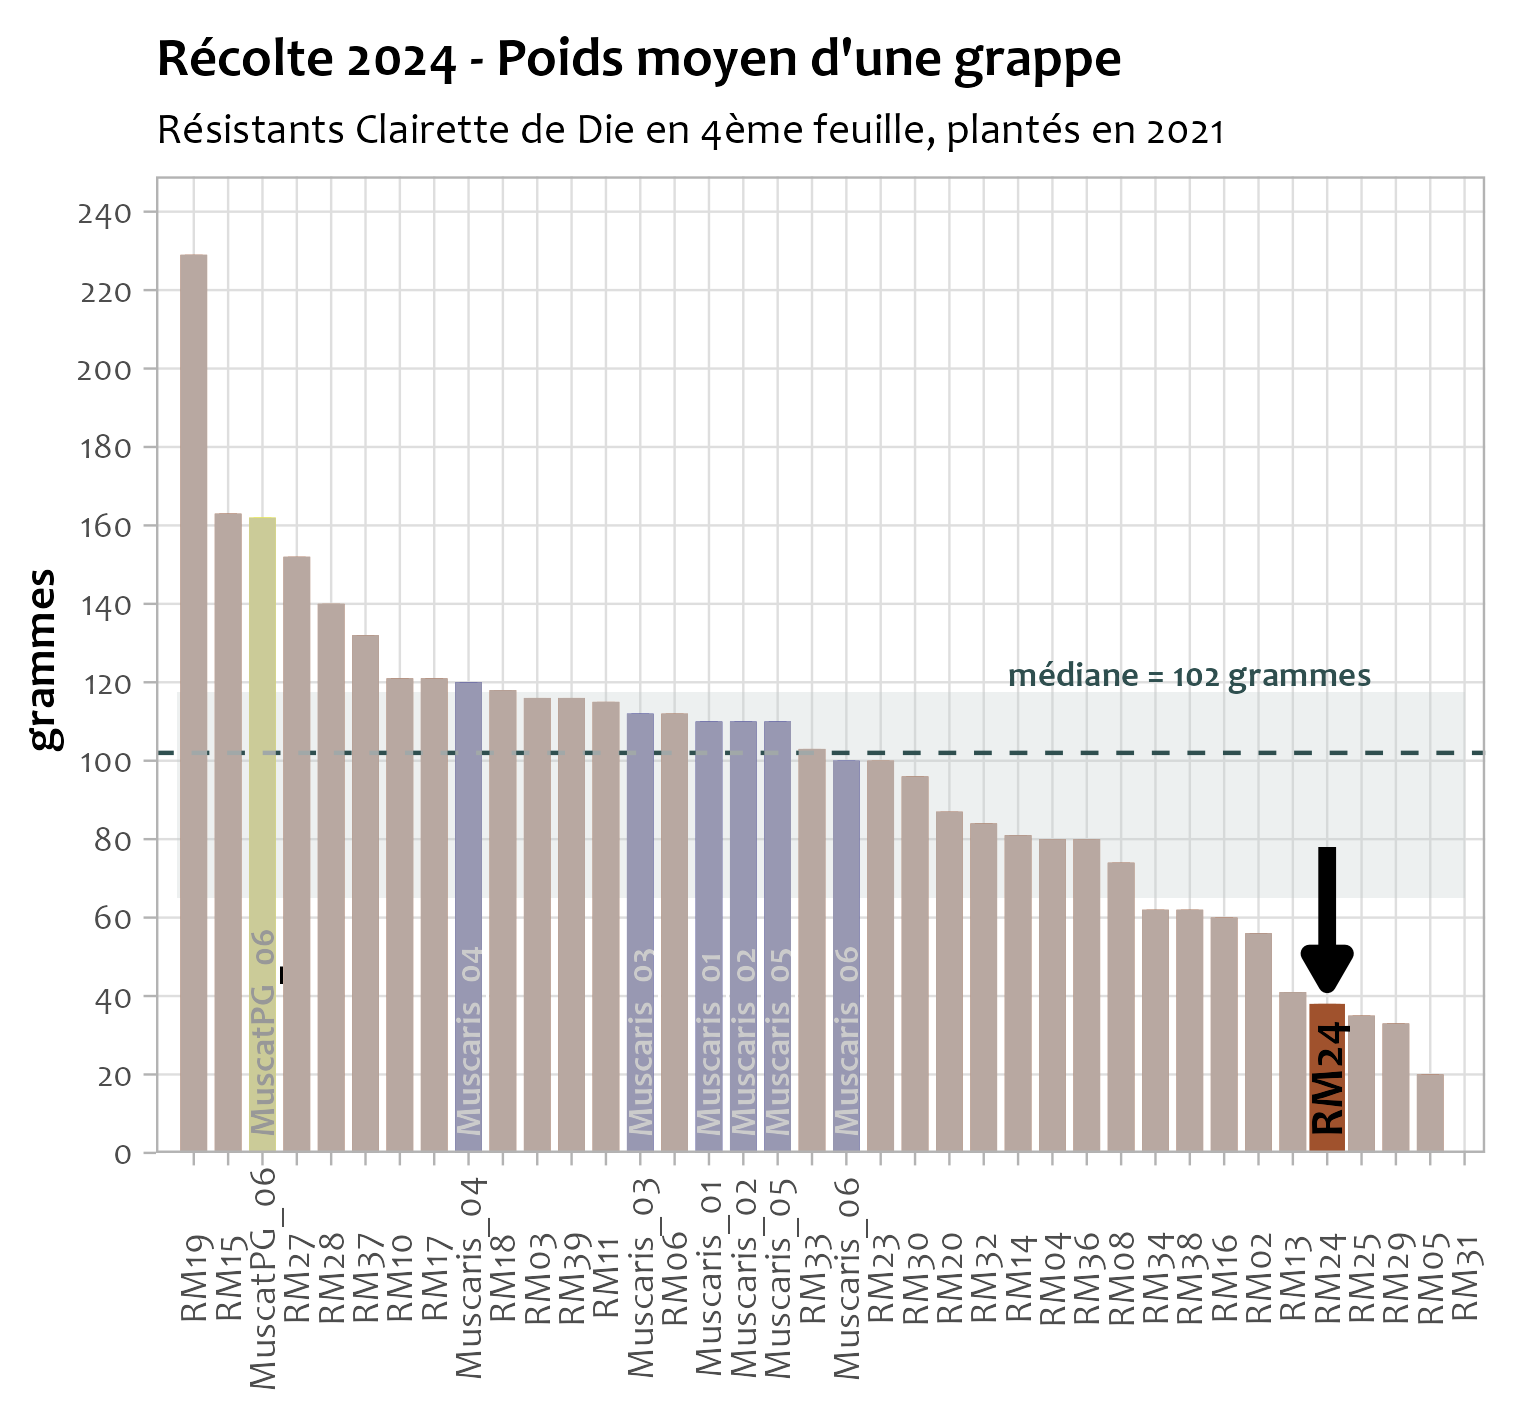 Récolte 2024 - Poids moyen d'une grappe
Résistants Clairette de Die en 4ème feuille, plantés en 2021
grammes
240
220
200
180
160
140
120
100
80
60
40
20
0
médiane = 102 grammes
MuscatPG_06
Muscaris_04
Muscaris_03
Muscaris_01
Muscaris_02
Muscaris_05
Muscaris_06
RM24
RM19
RM15
MuscatPG_06
RM27
RM28
RM37
RM10
RM17
Muscaris_04
RM18
RM03
RM39
RM11
Muscaris_03
RM06
Muscaris_01
Muscaris_02
Muscaris_05
RM33
Muscaris_06
RM23
RM30
RM20
RM32
RM14
RM04
RM36
RM08
RM34
RM38
RM16
RM02
RM13
RM24
RM25
RM29
RM05
RM31